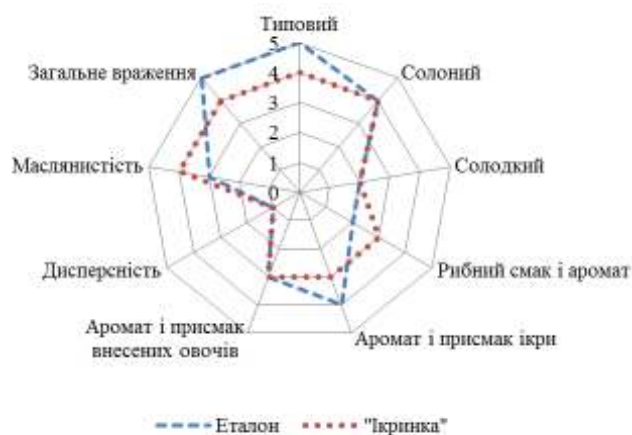 Типовий
5
4
3
2
1
0
Солоний
Солодкий
Рибний смак і аромат
Аромат і присмак ікри
Аромат і присмак
внесених овочів
Дисперсність
Маслянистість
Загальне враження
Еталон
"Ікринка"